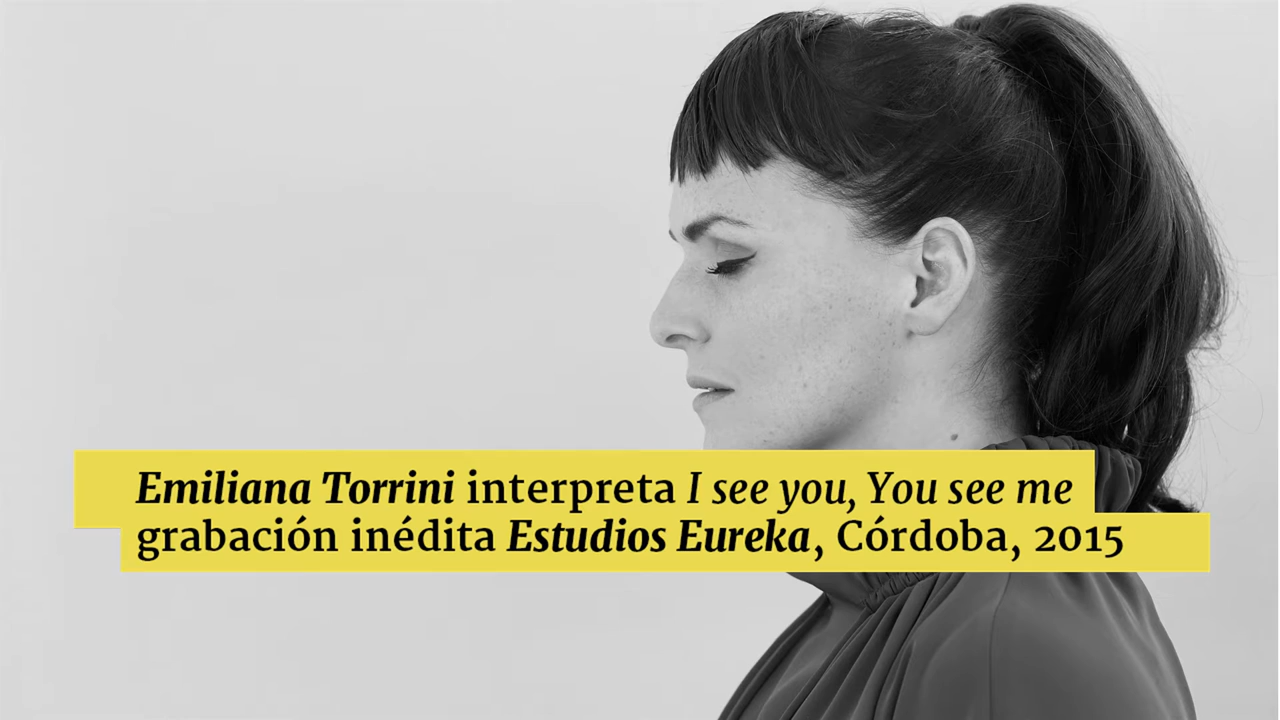 Emiliana Torrini interpreta I see you, You see me
grabación inédita Estudios Eureka, Córdoba, 2015